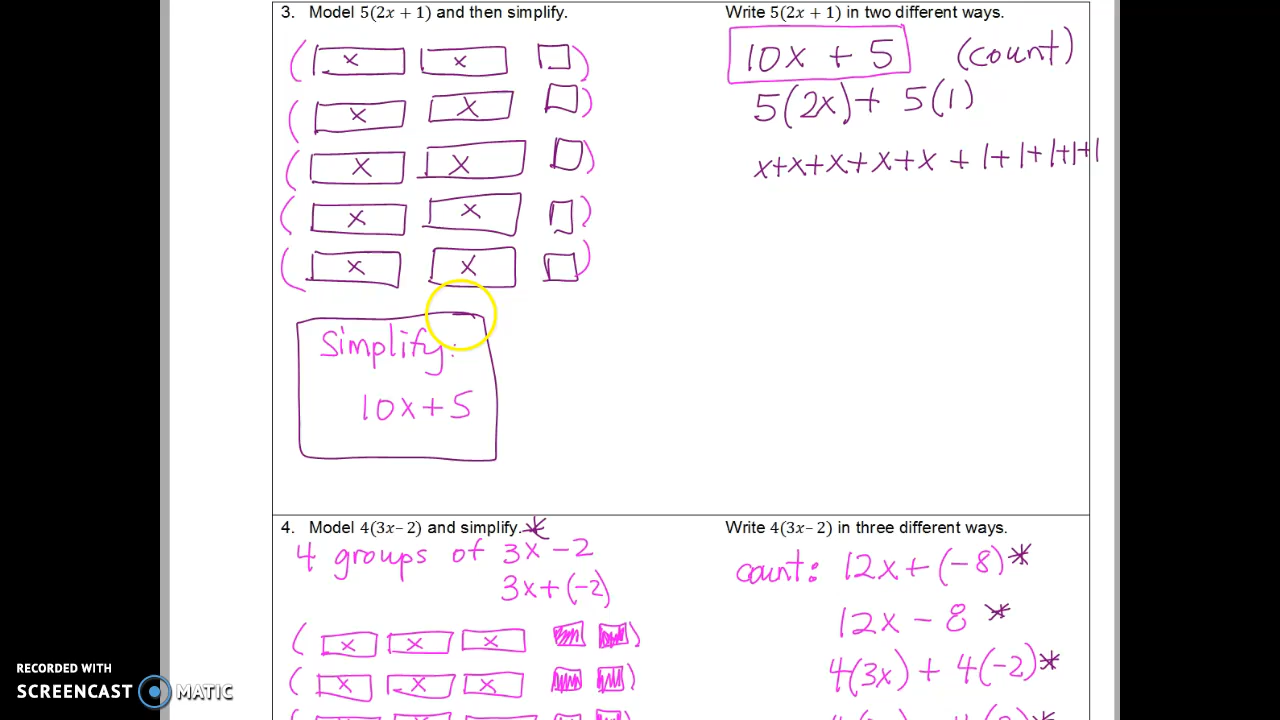 3. Model 5(2x + 1) and then simplify.
( x x )
( x x )
( x x )
( x x )
( x x )
Simplify:
10x + 5
Write 5(2x + 1) in two different ways.
10x + 5 (count)
5(2x) + 5(1)
x+x+x+x+x + 1+1+1+1+1
4. Model 4(3x– 2) and simplify.*
4 groups of 3x - 2
3x + (-2)
( x x x )
( x x x )
Write 4(3x– 2) in three different ways.
count: 12x + (-8) *
12x - 8 *
4(3x) + 4(-2) *
RECORDED WITH
SCREENCAST MATIC